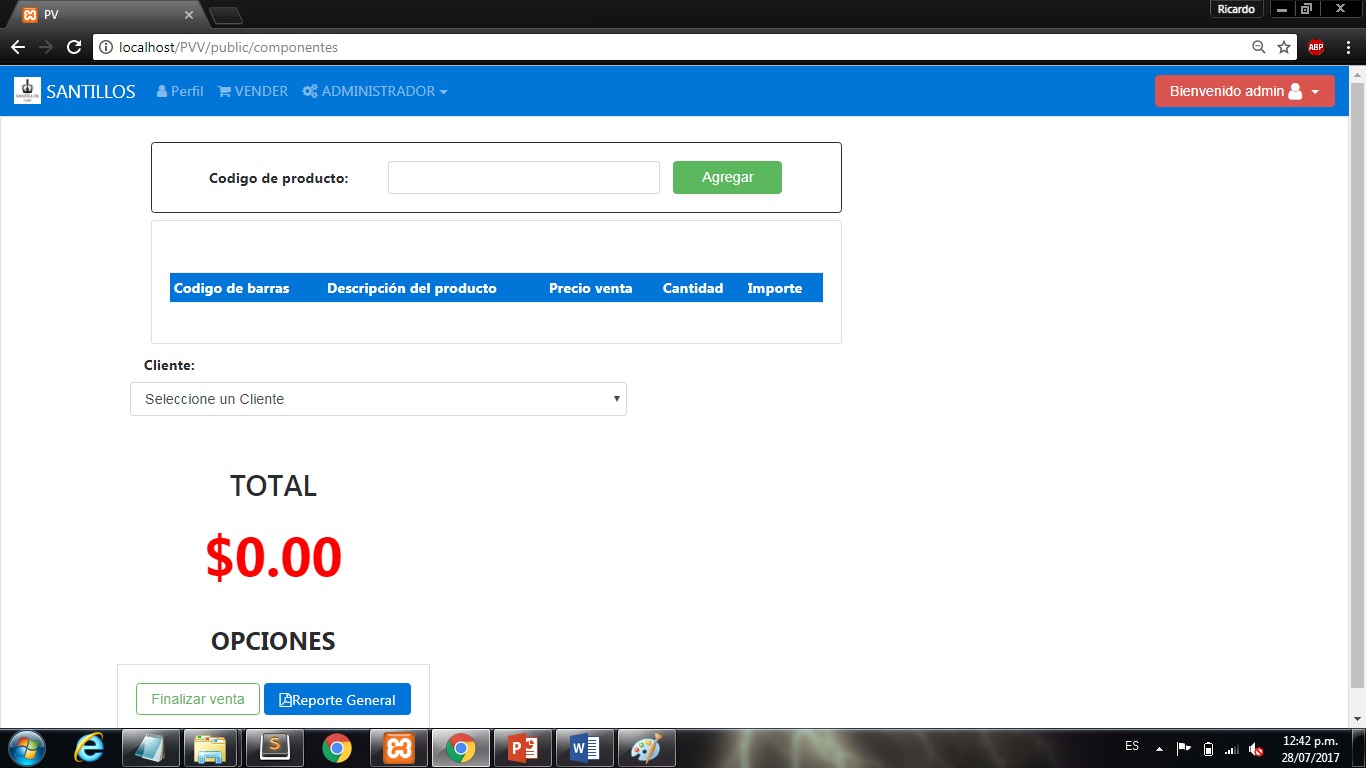 PV
Ricardo
localhost/PVV/public/componentes
ABP
SANTILLOS
Perfil
VENDER
ADMINISTRADOR
Bienvenido admin
Codigo de producto:
Agregar
Codigo de barras
Descripción del producto
Precio venta
Cantidad
Importe
Cliente:
Seleccione un Cliente
TOTAL
$0.00
OPCIONES
Finalizar venta
Reporte General
ES
12:42 p.m.
28/07/2017